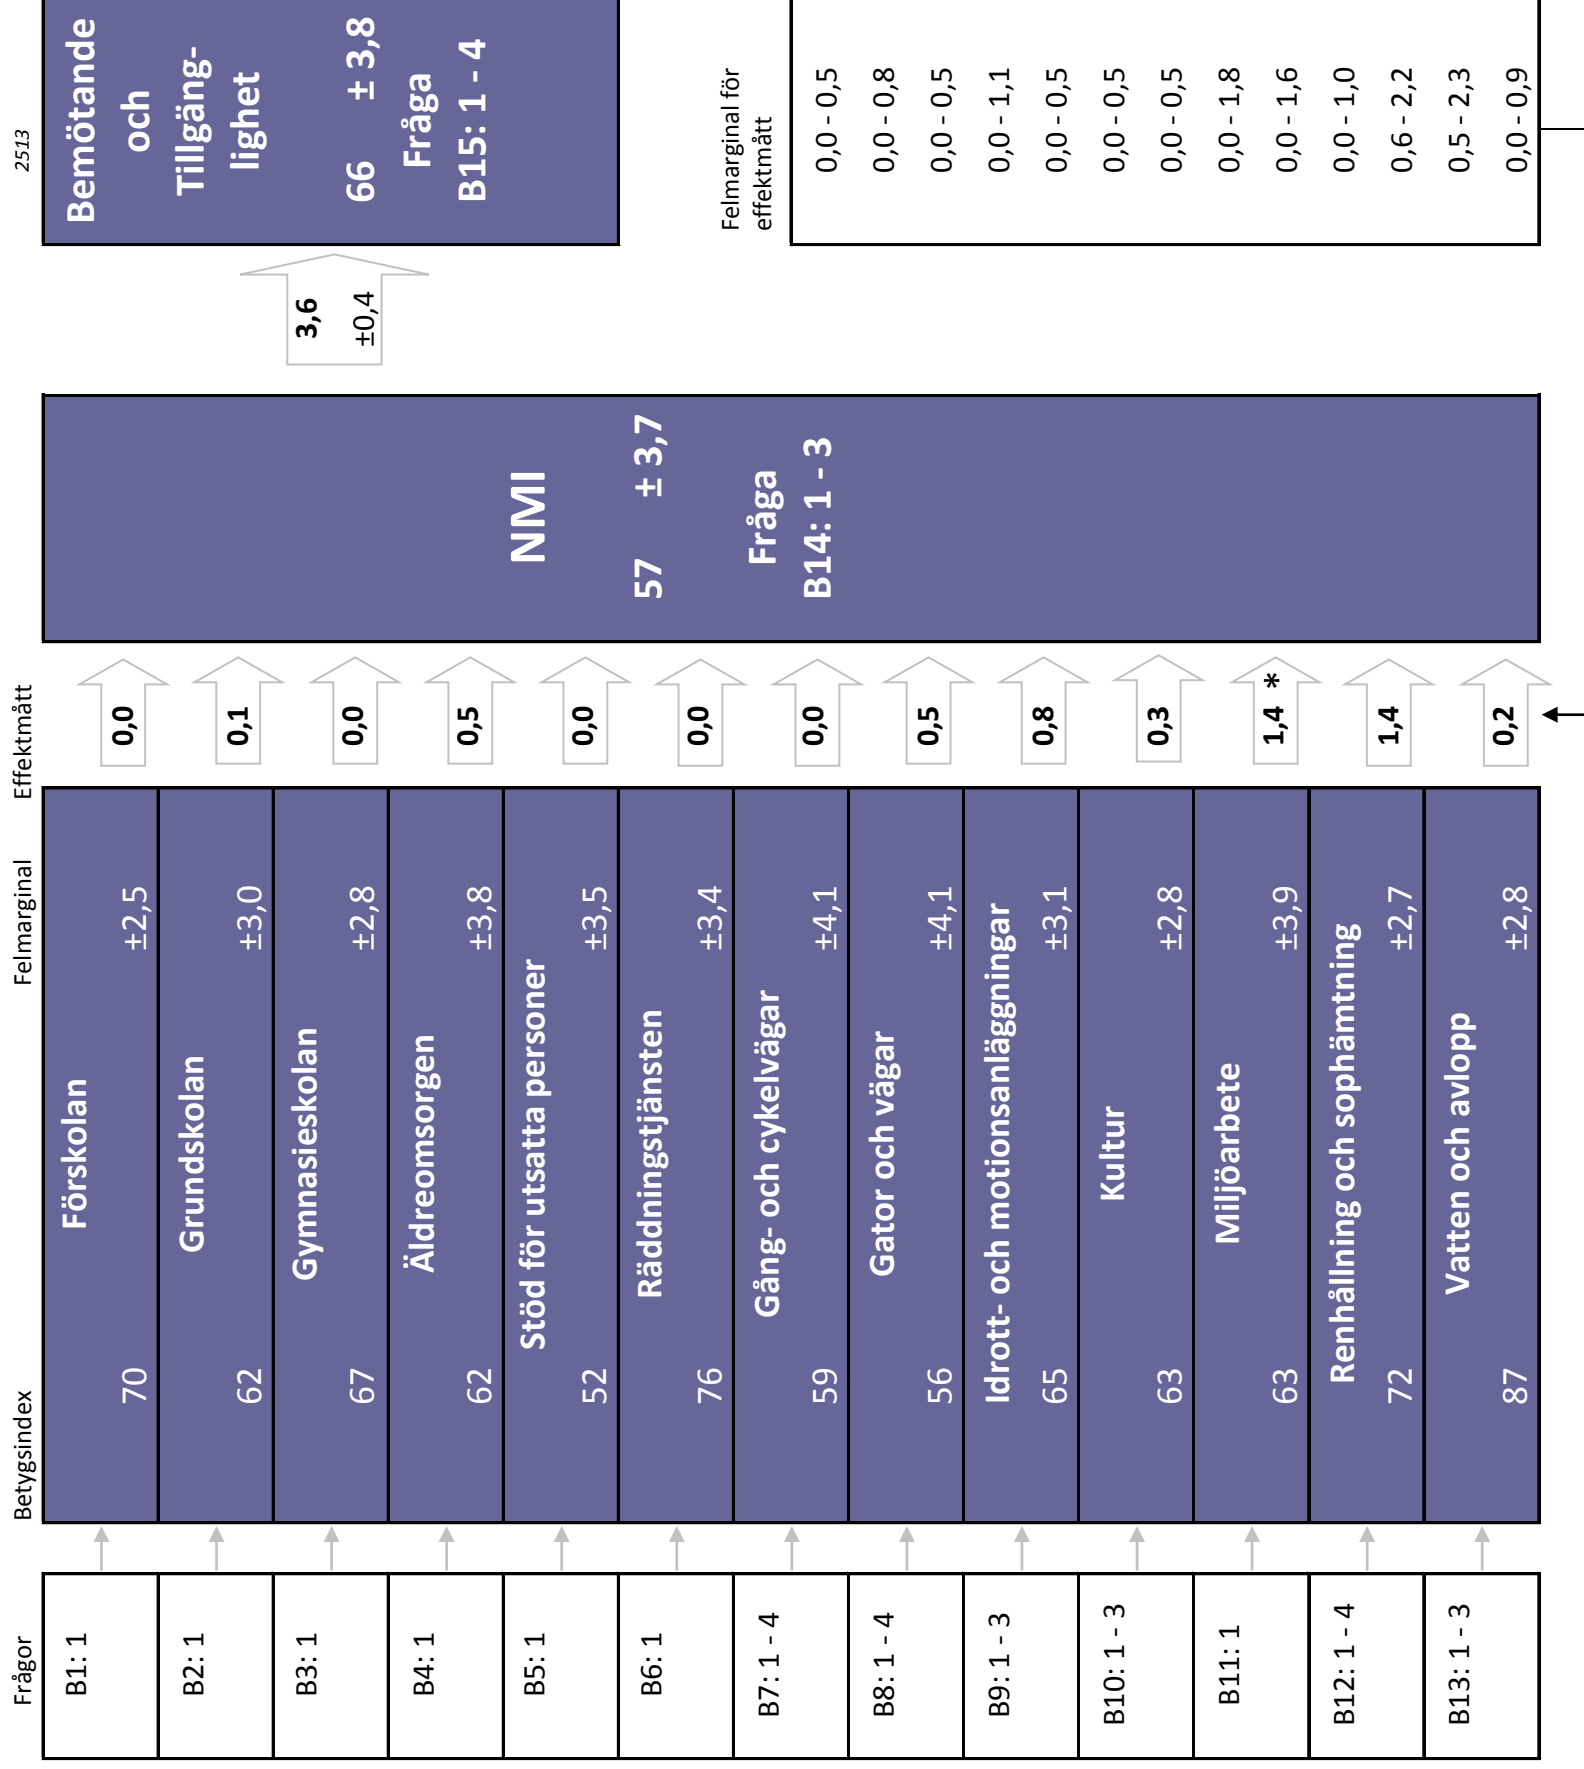 2513
Frågor
Betygsindex
Felmarginal
Effektmått
B1: 1
Förskolan
70 ±2,5
0,0
B2: 1
Grundskolan
62 ±3,0
0,1
B3: 1
Gymnasieskolan
67 ±2,8
0,0
B4: 1
Äldreomsorgen
62 ±3,8
0,5
B5: 1
Stöd för utsatta personer
52 ±3,5
0,0
B6: 1
Räddningstjänsten
76 ±3,4
0,0
B7: 1 - 4
Gång- och cykelvägar
59 ±4,1
0,0
B8: 1 - 4
Gator och vägar
56 ±4,1
0,5
B9: 1 - 3
Idrott- och motionsanläggningar
65 ±3,1
0,8
B10: 1 - 3
Kultur
63 ±2,8
0,3
B11: 1
Miljöarbete
63 ±3,9
1,4 *
B12: 1 - 4
Renhållning och sophämtning
72 ±2,7
1,4
B13: 1 - 3
Vatten och avlopp
87 ±2,8
0,2
NMI
57 ± 3,7
Fråga
B14: 1 - 3
3,6
±0,4
Bemötande
och
Tillgäng-
lighet
66 ± 3,8
Fråga
B15: 1 - 4
Felmarginal för
effektmått
0,0 - 0,5
0,0 - 0,8
0,0 - 0,5
0,0 - 1,1
0,0 - 0,5
0,0 - 0,5
0,0 - 0,5
0,0 - 1,8
0,0 - 1,6
0,0 - 1,0
0,6 - 2,2
0,5 - 2,3
0,0 - 0,9